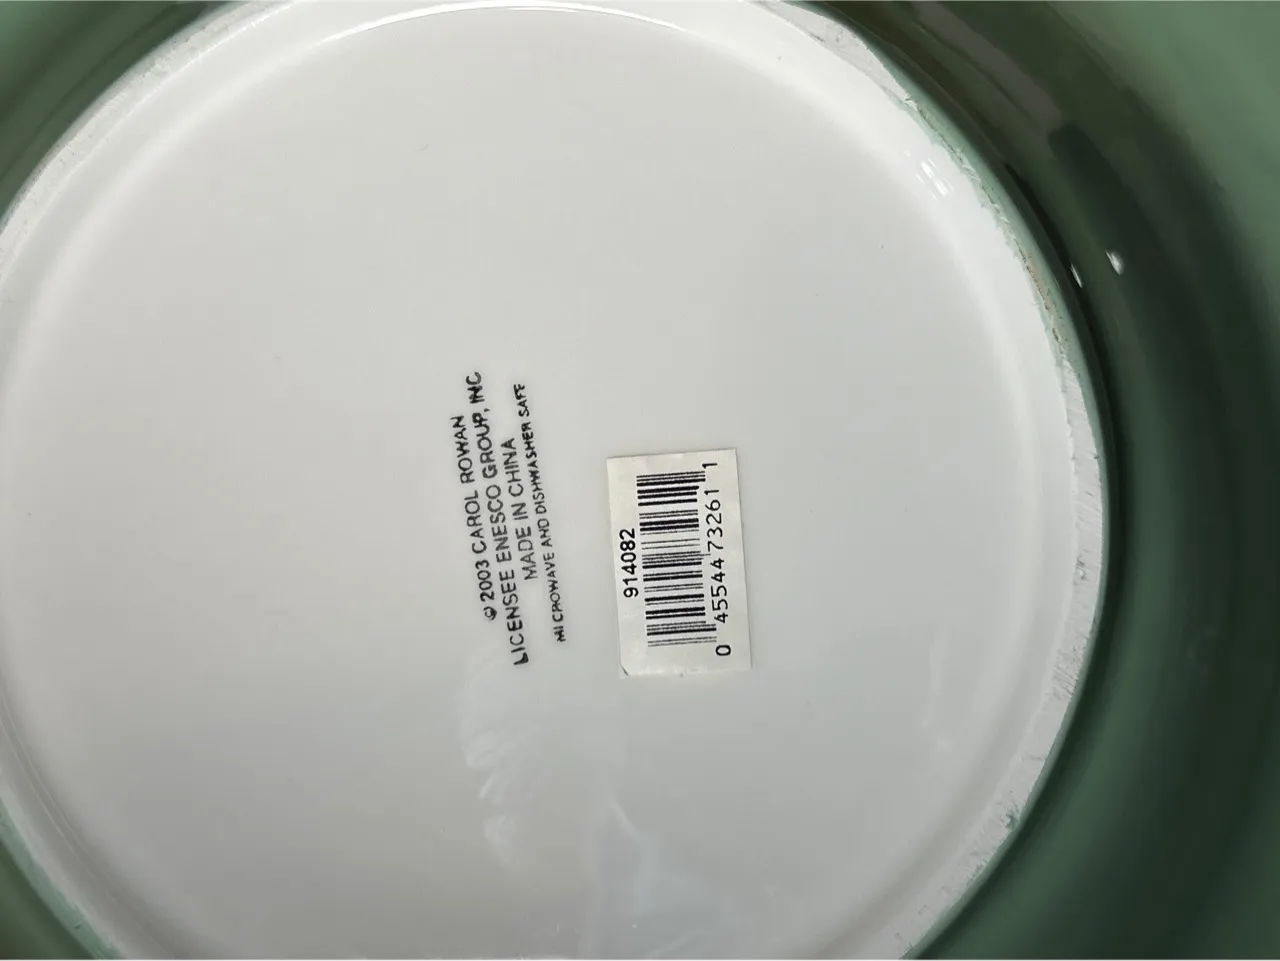 © 2003 CAROL ROWAN
LICENSEE ENESCO GROUP, INC
MADE IN CHINA
MICROWAVE AND DISHWASHER SAFE
914082
0 45544 73261 1